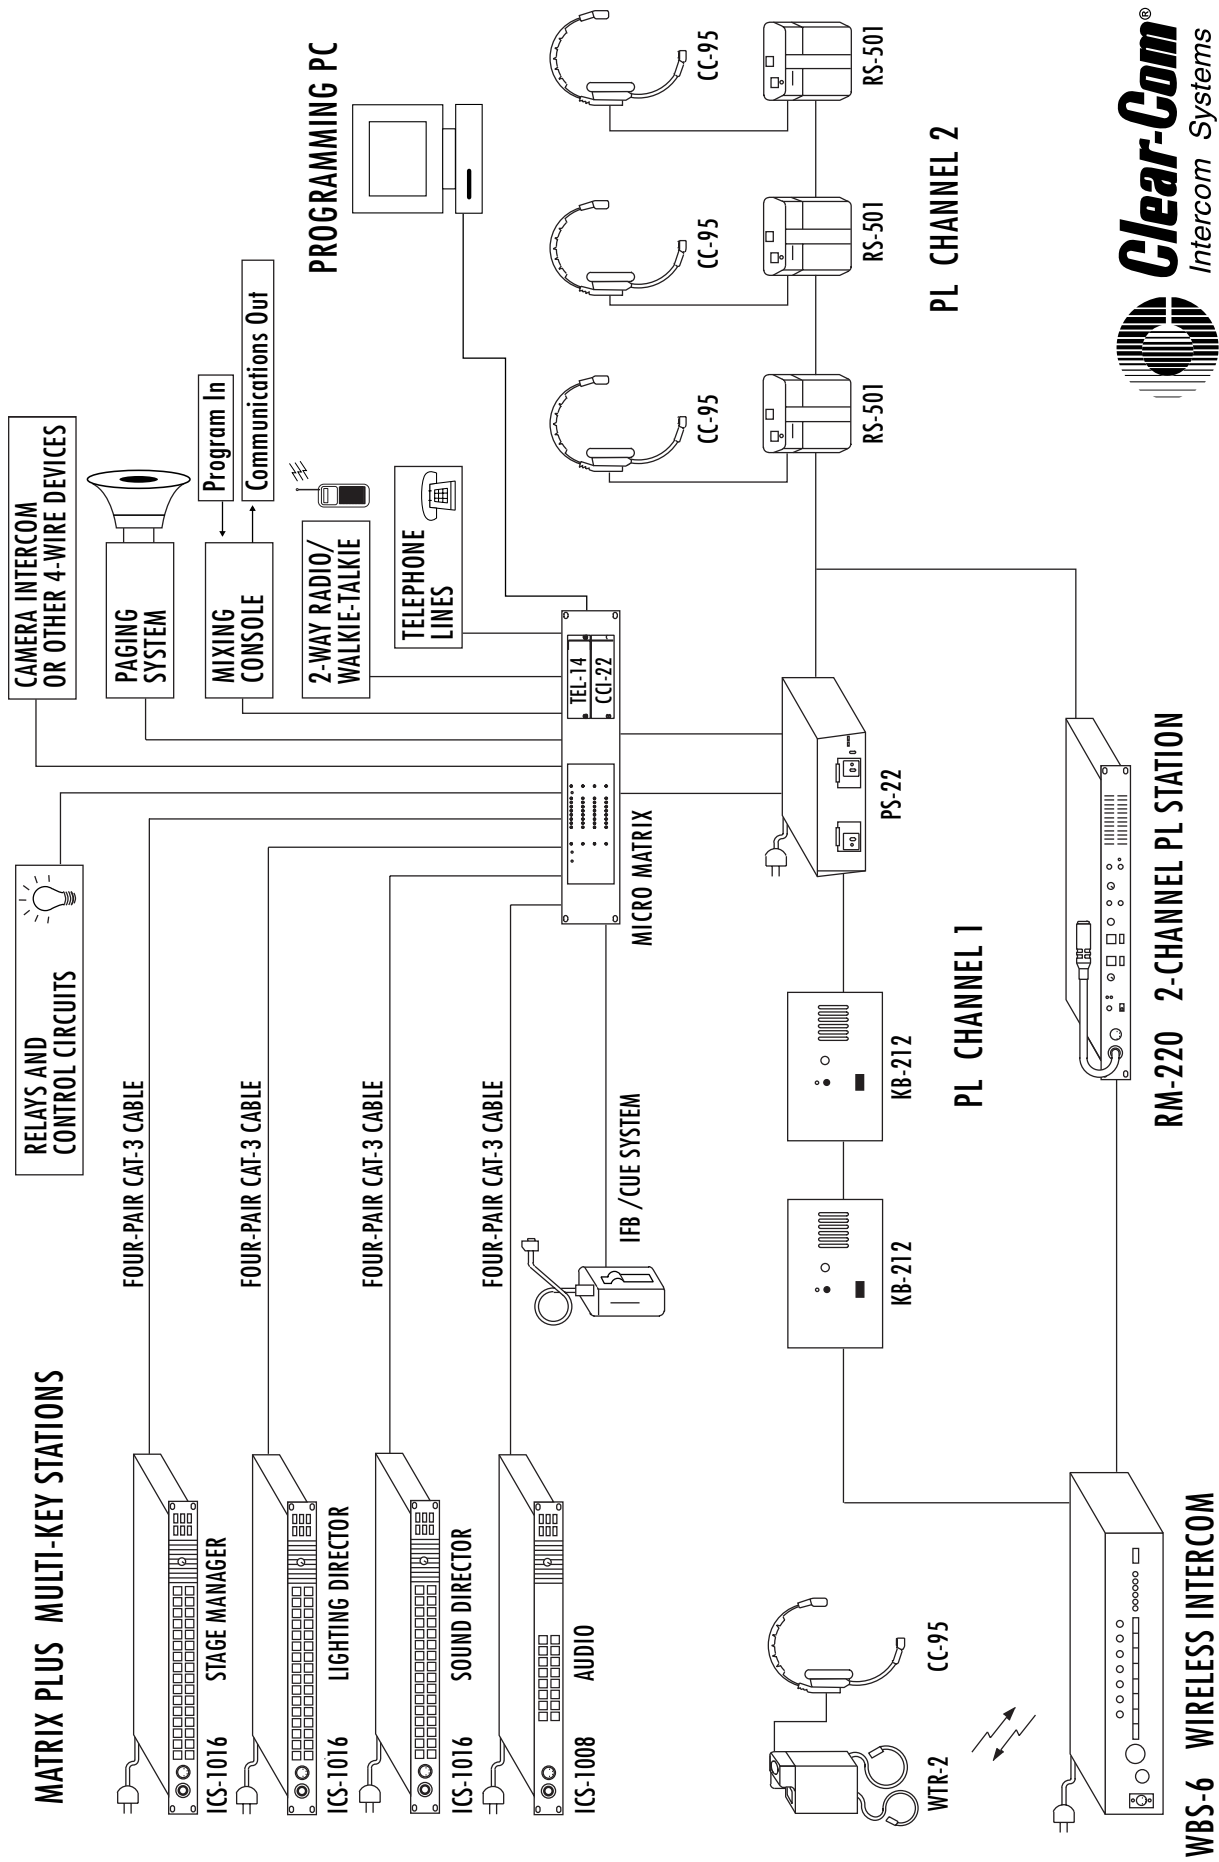 MATRIX PLUS MULTI-KEY STATIONS
ICS-1016 STAGE MANAGER
FOUR-PAIR CAT-3 CABLE
ICS-1016 LIGHTING DIRECTOR
FOUR-PAIR CAT-3 CABLE
ICS-1016 SOUND DIRECTOR
FOUR-PAIR CAT-3 CABLE
ICS-1008 AUDIO
FOUR-PAIR CAT-3 CABLE
RELAYS AND
CONTROL CIRCUITS
CAMERA INTERCOM
OR OTHER 4-WIRE DEVICES
PAGING
SYSTEM
MIXING
CONSOLE
Program In
Communications Out
2-WAY RADIO/
WALKIE-TALKIE
TELEPHONE
LINES
PROGRAMMING PC
TEL-14
CCI-22
MICRO MATRIX
IFB /CUE SYSTEM
CC-95
CC-95
CC-95
RS-501
RS-501
RS-501
PL CHANNEL 2
PS-22
KB-212
KB-212
PL CHANNEL 1
CC-95
WTR-2
WBS-6 WIRELESS INTERCOM
RM-220 2-CHANNEL PL STATION
Clear-Com®
Intercom Systems